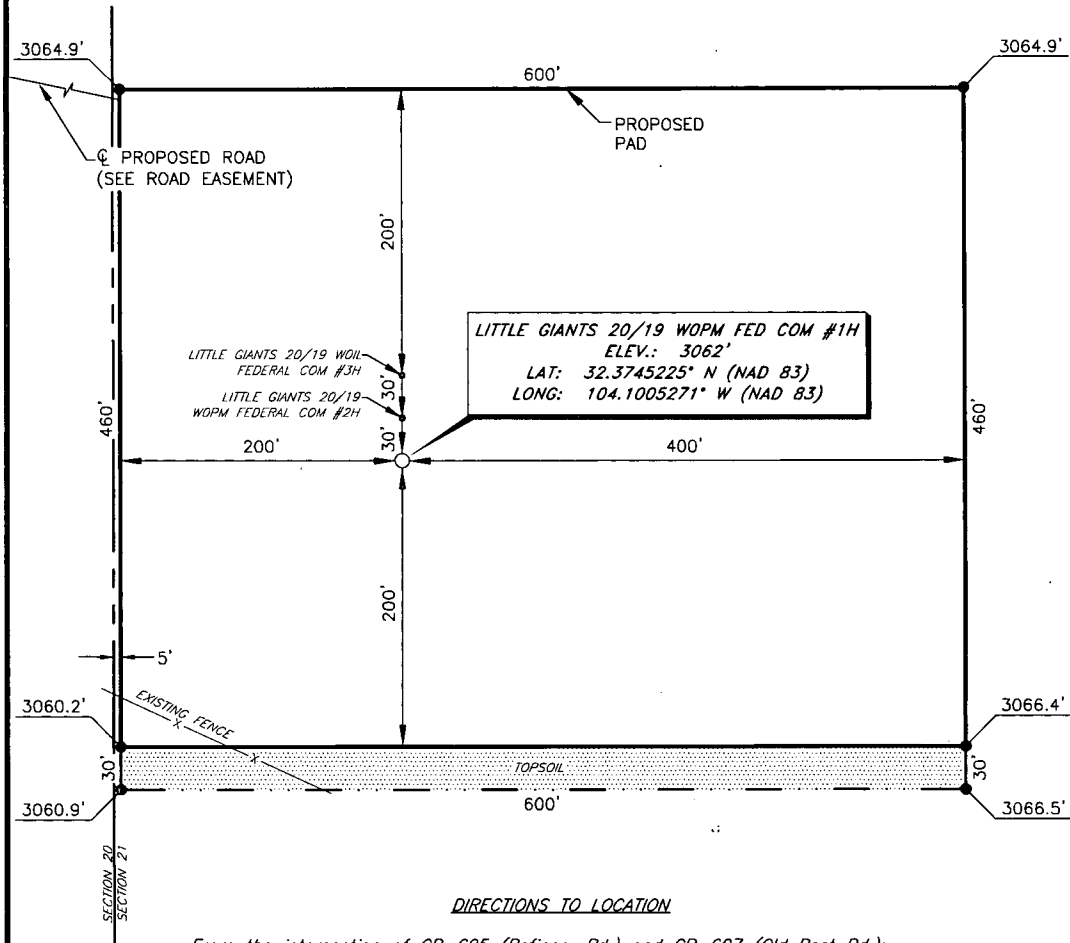 3064.9'
3064.9'
600'
PROPOSED
PAD
℄ PROPOSED ROAD
(SEE ROAD EASEMENT)
200'
LITTLE GIANTS 20/19 WOPM FED COM #1H
ELEV.: 3062'
LAT: 32.3745225° N (NAD 83)
LONG: 104.1005271° W (NAD 83)
LITTLE GIANTS 20/19 WOIL
FEDERAL COM #3H
30'
LITTLE GIANTS 20/19
WOPM FEDERAL COM #2H
30'
460'
460'
200'
400'
200'
5'
EXISTING FENCE
X
X
3060.2'
3066.4'
30'
TOPSOIL
30'
600'
3060.9'
3066.5'
SECTION 20
SECTION 21
DIRECTIONS TO LOCATION